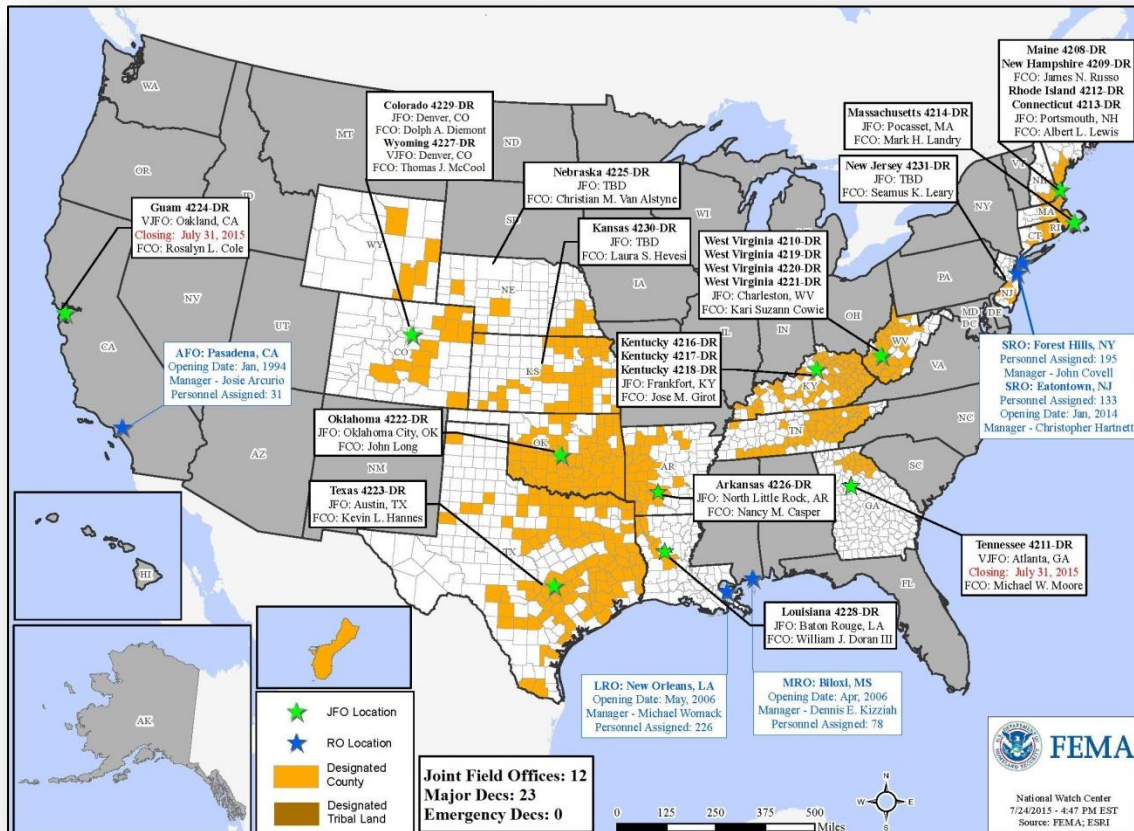 Maine 4208-DR
New Hampshire 4209-DR
FCO: James N. Russo
Rhode Island 4212-DR
Connecticut 4213-DR
JFO: Portsmouth, NH
FCO: Albert L. Lewis
Massachusetts 4214-DR
JFO: Pocasset, MA
FCO: Mark H. Landry
New Jersey 4231-DR
JFO: TBD
FCO: Seamus K. Leary
Colorado 4229-DR
JFO: Denver, CO
FCO: Dolph A. Diemont
Wyoming 4227-DR
VJFO: Denver, CO
FCO: Thomas J. McCool
Nebraska 4225-DR
JFO: TBD
FCO: Christian M. Van Alstyne
Kansas 4230-DR
JFO: TBD
FCO: Laura S. Hevesi
Guam 4224-DR
VJFO: Oakland, CA
Closing: July 31, 2015
FCO: Rosalyn L. Cole
West Virginia 4210-DR
West Virginia 4219-DR
West Virginia 4220-DR
West Virginia 4221-DR
JFO: Charleston, WV
FCO: Kari Suzann Cowie
Kentucky 4216-DR
Kentucky 4217-DR
Kentucky 4218-DR
JFO: Frankfort, KY
FCO: Jose M. Girot
AFO: Pasadena, CA
Opening Date: Jan, 1994
Manager - Josie Arcurio
Personnel Assigned: 31
SRO: Forest Hills, NY
Personnel Assigned: 195
Manager - John Covell
SRO: Eatontown, NJ
Personnel Assigned: 133
Opening Date: Jan, 2014
Manager - Christopher Hartnett
Oklahoma 4222-DR
JFO: Oklahoma City, OK
FCO: John Long
Texas 4223-DR
JFO: Austin, TX
FCO: Kevin L. Hannes
Arkansas 4226-DR
JFO: North Little Rock, AR
FCO: Nancy M. Casper
Tennessee 4211-DR
VJFO: Atlanta, GA
Closing: July 31, 2015
FCO: Michael W. Moore
Louisiana 4228-DR
JFO: Baton Rouge, LA
FCO: William J. Doran III
LRO: New Orleans, LA
Opening Date: May, 2006
Manager - Michael Womack
Personnel Assigned: 226
MRO: Biloxi, MS
Opening Date: Apr, 2006
Manager - Dennis E. Kizziah
Personnel Assigned: 78
WA
MT
ND
OR
ID
SD
WY
WI
NY
VT
NH
MA
CT
RI
PA
NJ
NV
UT
CO
NE
IA
IL
IN
OH
MD
DC
DE
WV
VA
CA
KS
KY
NC
TN
AZ
NM
OK
AR
SC
GA
TX
FL
HI
AK
JFO Location
RO Location
Designated
County
Designated
Tribal Land
Joint Field Offices: 12
Major Decs: 23
Emergency Decs: 0
N
W
E
S
0 125 250 375 500
Miles
FEMA
National Watch Center
7/24/2015 - 4:47 PM EST
Source: FEMA; ESRI